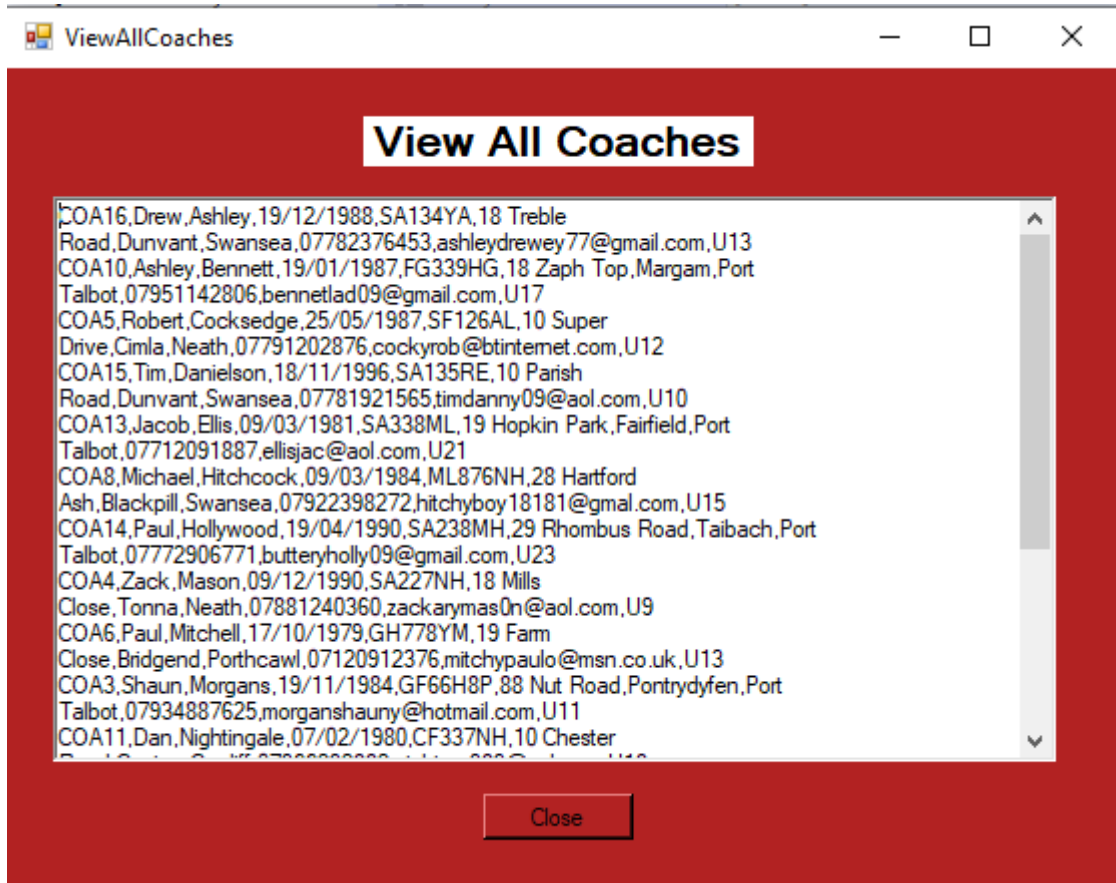 ViewAllCoaches
View All Coaches
COA16,Drew,Ashley,19/12/1988,SA134YA,18 Treble
Road,Dunvant,Swansea,07782376453,ashleydrewey77@gmail.com,U13
COA10,Ashley,Bennett,19/01/1987,FG339HG,18 Zaph Top,Margam,Port
Talbot,07951142806,bennetlad09@gmail.com,U17
COA5,Robert,Cocksedge,25/05/1987,SF126AL,10 Super
Drive,Cimla,Neath,07791202876,cockyrob@btinternet.com,U12
COA15,Tim,Danielson,18/11/1996,SA135RE,10 Parish
Road,Dunvant,Swansea,07781921565,timdanny09@aol.com,U10
COA13,Jacob,Ellis,09/03/1981,SA338ML,19 Hopkin Park,Fairfield,Port
Talbot,07712091887,ellisjac@aol.com,U21
COA8,Michael,Hitchcock,09/03/1984,ML876NH,28 Hartford
Ash,Blackpill,Swansea,07922398272,hitchyboy18181@gmal.com,U15
COA14,Paul,Hollywood,19/04/1990,SA238MH,29 Rhombus Road,Taibach,Port
Talbot,07772906771,butteryholly09@gmail.com,U23
COA4,Zack,Mason,09/12/1990,SA227NH,18 Mills
Close,Tonna,Neath,07881240360,zackarymas0n@aol.com,U9
COA6,Paul,Mitchell,17/10/1979,GH778YM,19 Farm
Close,Bridgend,Porthcawl,07120912376,mitchypaulo@msn.co.uk,U13
COA3,Shaun,Morgans,19/11/1984,GF66H8P,88 Nut Road,Pontrydyfen,Port
Talbot,07934887625,morganshauny@hotmail.com,U11
COA11,Dan,Nightingale,07/02/1980,CF337NH,10 Chester
Close